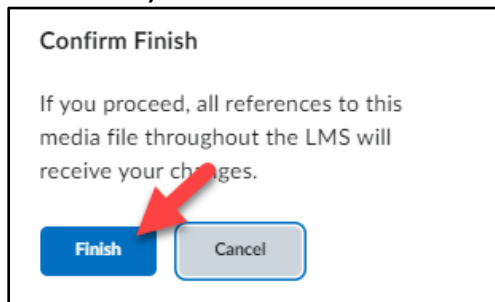 Confirm Finish
If you proceed, all references to this
media file throughout the LMS will
receive your changes.
Finish
Cancel